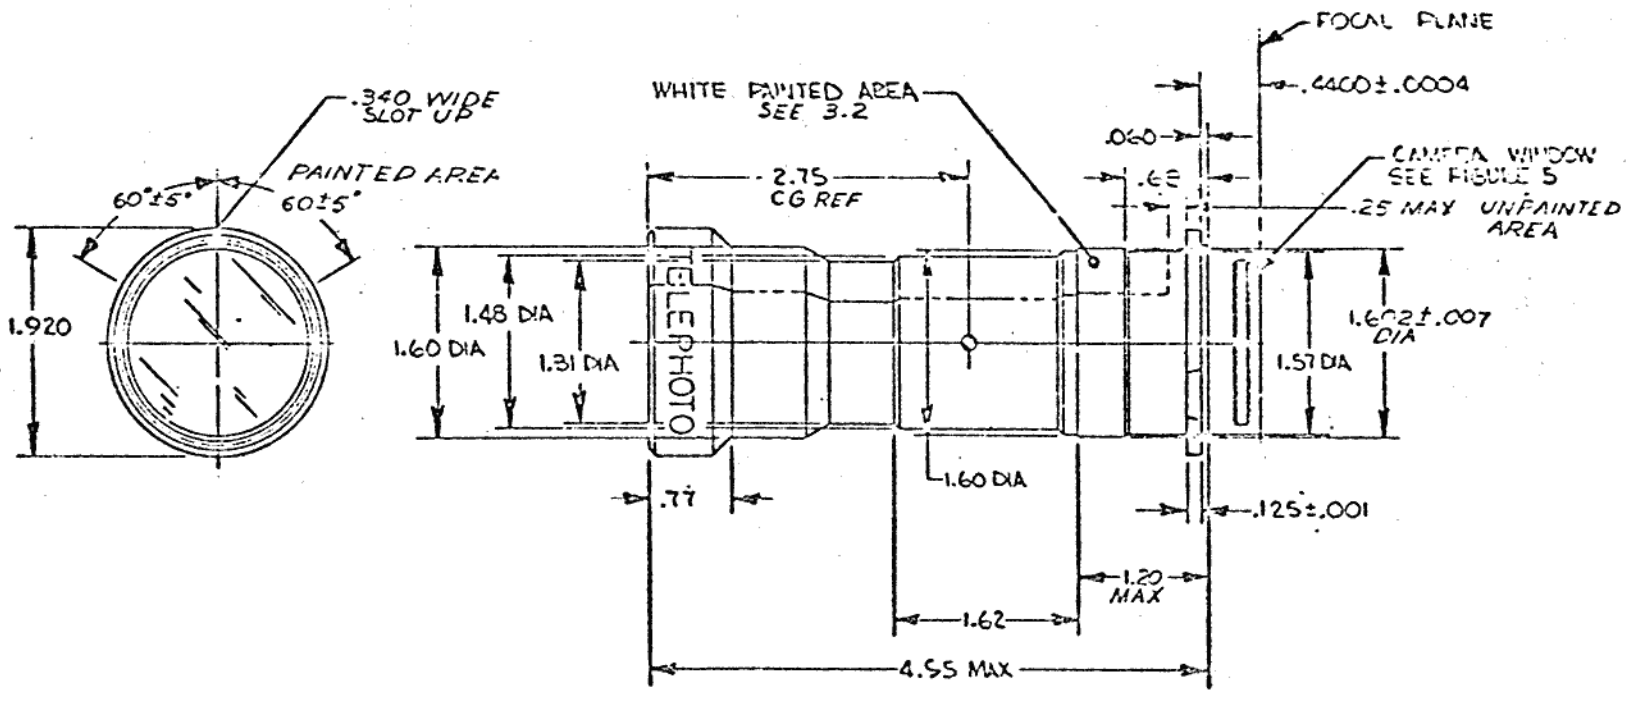 FOCAL PLANE
.4400±.0004
WHITE PAINTED AREA
SEE 3.2
.340 WIDE
SLOT UP
.060
CAMERA WINDOW
SEE FIGURE 5
PAINTED AREA
60°±5°
60±5°
2.75
CG REF
.25 MAX UNPAINTED
AREA
1.920
1.48 DIA
1.60 DIA
1.31 DIA
TELEPHOTO
±.007
DIA
1.57 DIA
1.60 DIA
.77
.125±.001
1.20
MAX
1.62
4.55 MAX